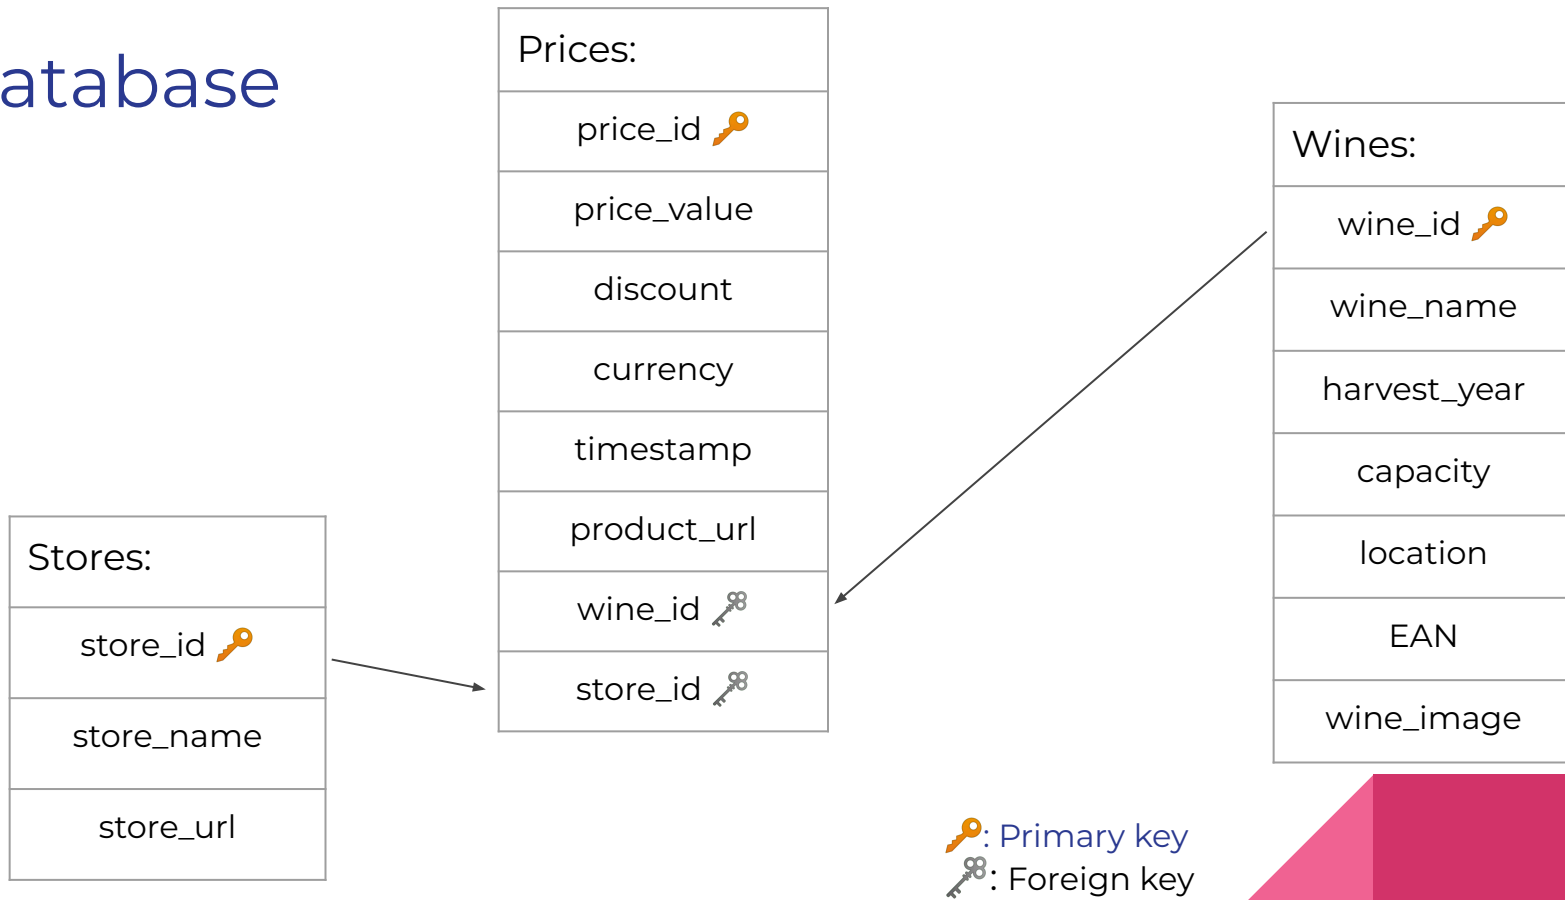 atabase
Prices:
price_id
price_value
discount
currency
timestamp
product_url
wine_id
store_id
Stores:
store_id
store_name
store_url
Wines:
wine_id
wine_name
harvest_year
capacity
location
EAN
wine_image
: Primary key
: Foreign key